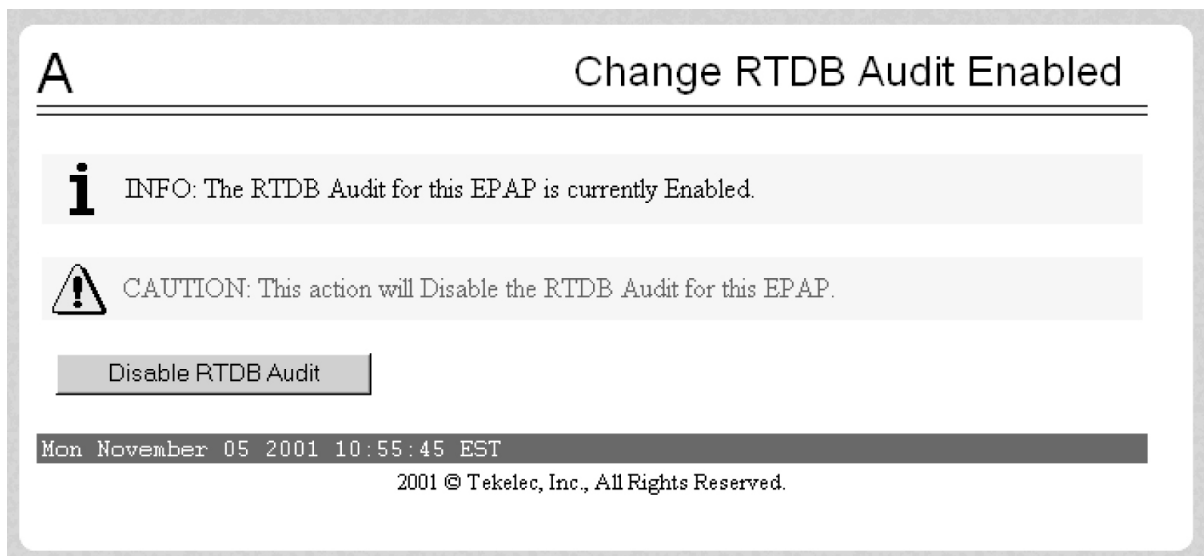 A
Change RTDB Audit Enabled
INFO: The RTDB Audit for this EPAP is currently Enabled.
CAUTION: This action will Disable the RTDB Audit for this EPAP.
Disable RTDB Audit
Mon November 05 2001 10:55:45 EST
2001 © Tekelec, Inc., All Rights Reserved.